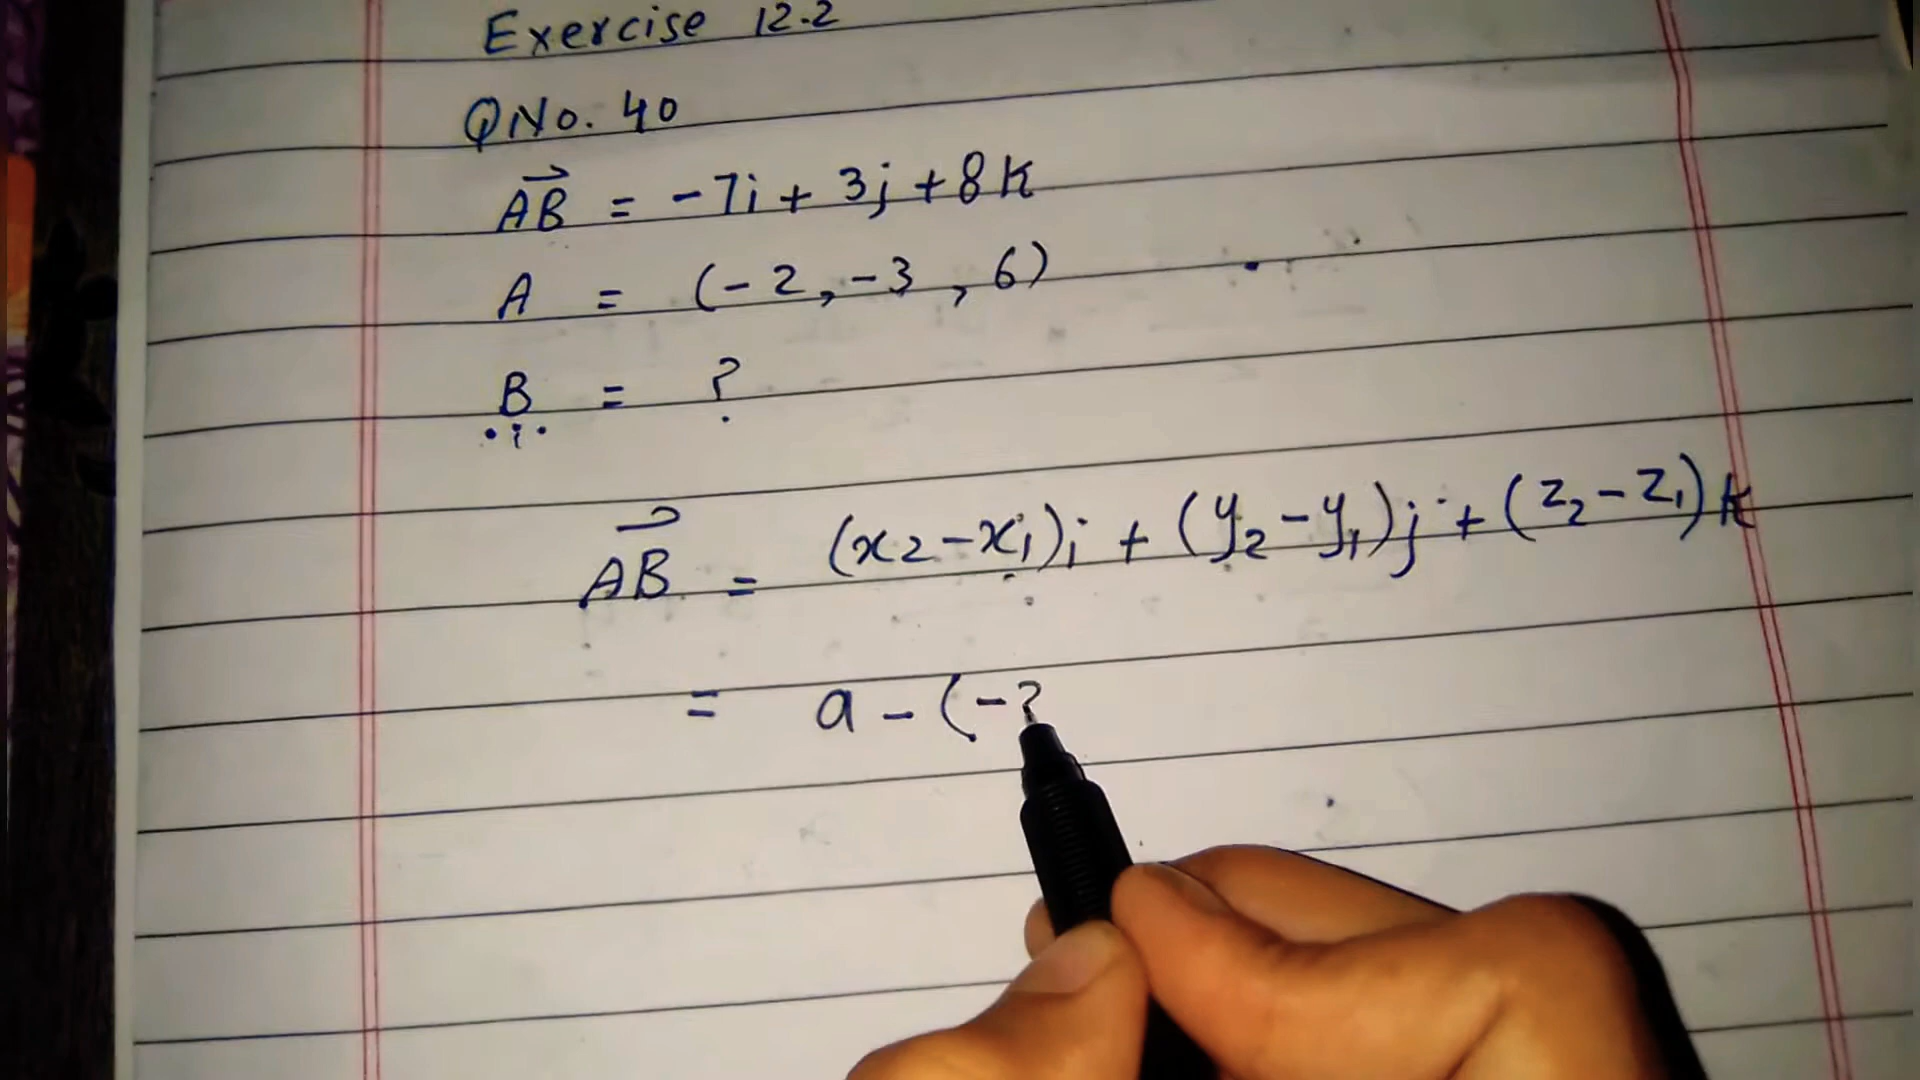 Exercise 12.2
QNo. 40
AB⃗ = -7i + 3j + 8k
A = (-2, -3, 6)
B = ?
AB⃗ = (x2 - x1)i + (y2 - y1)j + (z2 - z1)k
= a - (-2